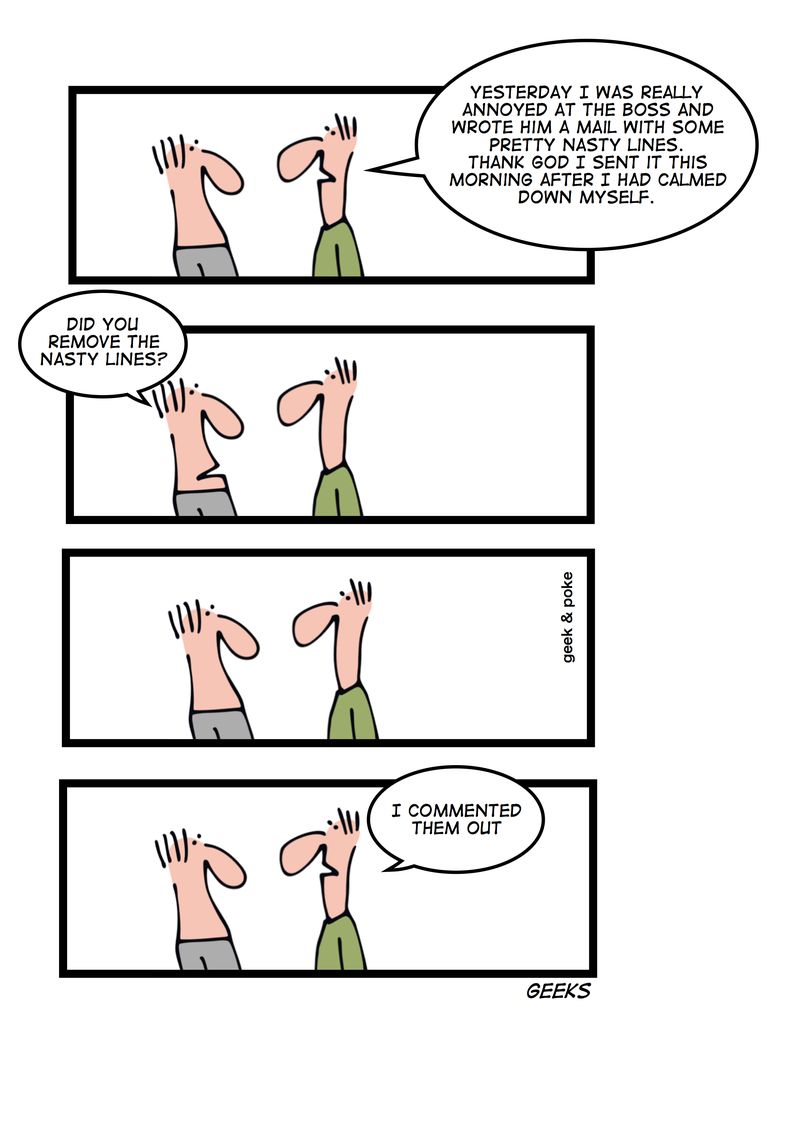 YESTERDAY I WAS REALLY
ANNOYED AT THE BOSS AND
WROTE HIM A MAIL WITH SOME
PRETTY NASTY LINES.
THANK GOD I SENT IT THIS
MORNING AFTER I HAD CALMED
DOWN MYSELF.
DID YOU
REMOVE THE
NASTY LINES?
geek & poke
I COMMENTED
THEM OUT
GEEKS